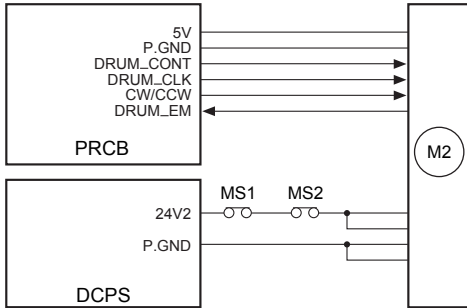 5V
P.GND
DRUM_CONT
DRUM_CLK
CW/CCW
DRUM_EM
PRCB
M2
MS1 MS2
24V2
P.GND
DCPS